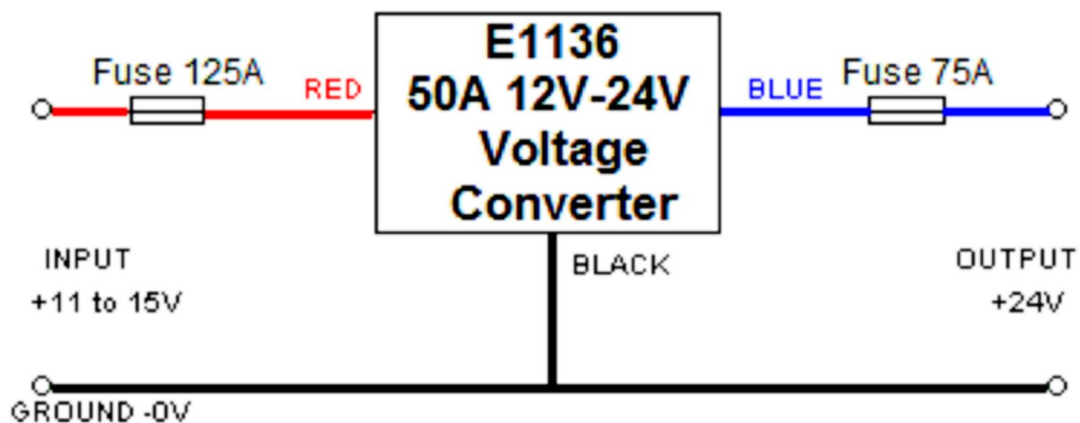 E1136
50A 12V-24V
Voltage
Converter
Fuse 125A
RED
BLUE
Fuse 75A
INPUT
+11 to 15V
BLACK
OUTPUT
+24V
GROUND -0V